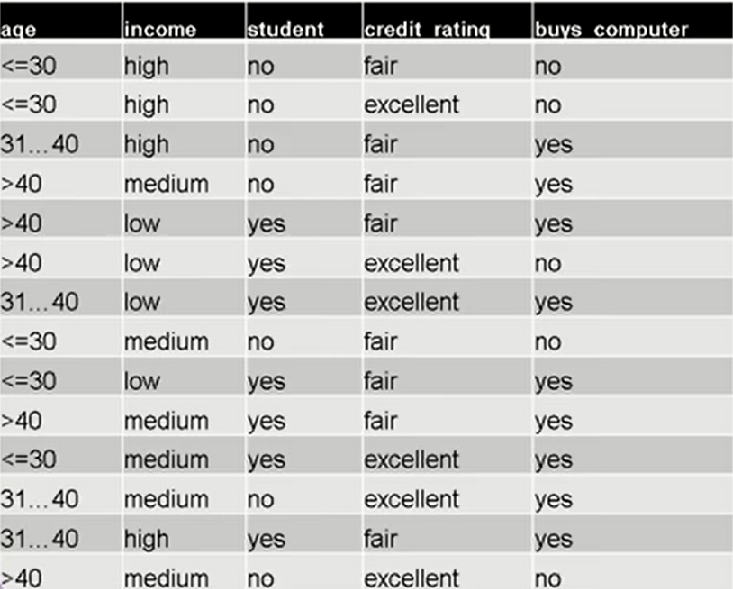 age income student credit_rating buys_computer
<=30 high no fair no
<=30 high no excellent no
31…40 high no fair yes
>40 medium no fair yes
>40 low yes fair yes
>40 low yes excellent no
31…40 low yes excellent yes
<=30 medium no fair no
<=30 low yes fair yes
>40 medium yes fair yes
<=30 medium yes excellent yes
31…40 medium no excellent yes
31…40 high yes fair yes
>40 medium no excellent no